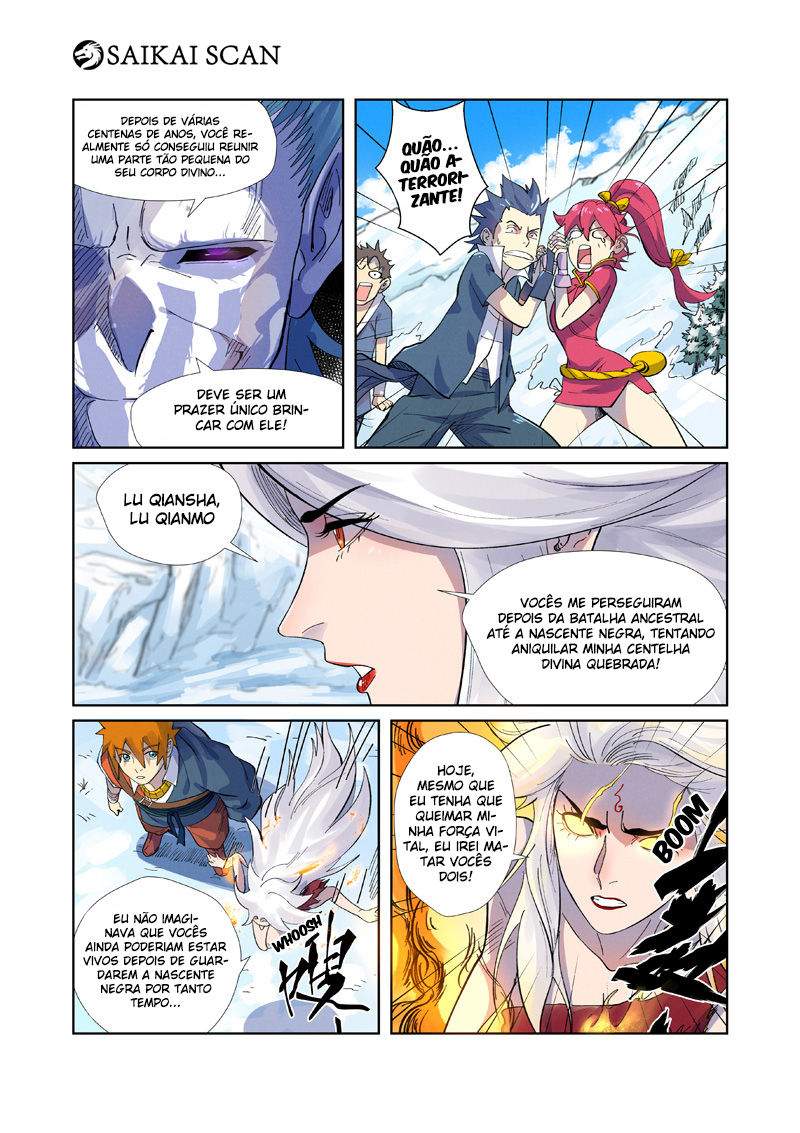 SAIKAI SCAN
DEPOIS DE VÁRIAS
CENTENAS DE ANOS, VOCÊ RE-
ALMENTE SÓ CONSEGUIU REUNIR
UMA PARTE TÃO PEQUENA DO
SEU CORPO DIVINO...
DEVE SER UM
PRAZER ÚNICO BRIN-
CAR COM ELE!
QUÃO...
QUÃO A-
TERRORI-
ZANTE!
LU QIANSHA,
LU QIANMO
VOCÊS ME PERSEGUIRAM
DEPOIS DA BATALHA ANCESTRAL
ATÉ A NASCENTE NEGRA, TENTANDO
ANIQUILAR MINHA CENTELHA
DIVINA QUEBRADA!
EU NÃO IMAGI-
NAVA QUE VOCÊS
AINDA PODERIAM ESTAR
VIVOS DEPOIS DE GUAR-
DAREM A NASCENTE
NEGRA POR TANTO
TEMPO...
WHOOSH
嗖
HOJE,
MESMO QUE
EU TENHA QUE
QUEIMAR MI-
NHA FORÇA VI-
TAL, EU IREI MA-
TAR VOCÊS
DOIS!
BOOM